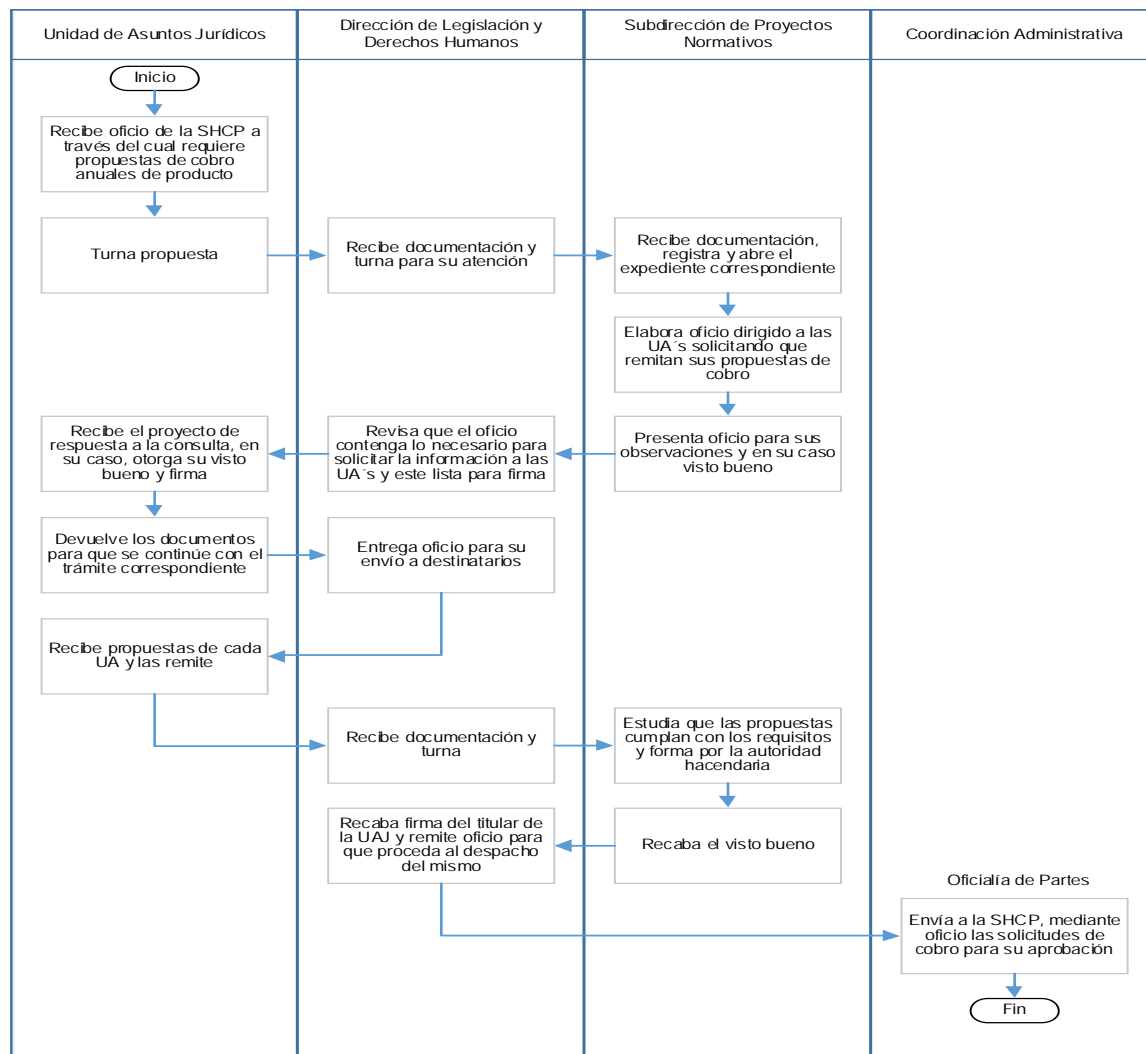 Unidad de Asuntos Jurídicos
Dirección de Legislación y
Derechos Humanos
Subdirección de Proyectos
Normativos
Coordinación Administrativa
Inicio
Recibe oficio de la SHCP a
través del cual requiere
propuestas de cobro
anuales de producto
Turna propuesta
Recibe documentación y
turna para su atención
Recibe documentación,
registra y abre el
expediente correspondiente
Elabora oficio dirigido a las
UA´s solicitando que
remitan sus propuestas de
cobro
Presenta oficio para sus
observaciones y en su caso
visto bueno
Revisa que el oficio
contenga lo necesario para
solicitar la información a las
UA´s y este lista para firma
Recibe el proyecto de
respuesta a la consulta, en
su caso, otorga su visto
bueno y firma
Devuelve los documentos
para que se continúe con el
trámite correspondiente
Entrega oficio para su
envío a destinatarios
Recibe propuestas de cada
UA y las remite
Recibe documentación y
turna
Estudia que las propuestas
cumplan con los requisitos
y forma por la autoridad
hacendaria
Recaba el visto bueno
Recaba firma del titular de
la UAJ y remite oficio para
que proceda al despacho
del mismo
Oficialía de Partes
Envía a la SHCP, mediante
oficio las solicitudes de
cobro para su aprobación
Fin